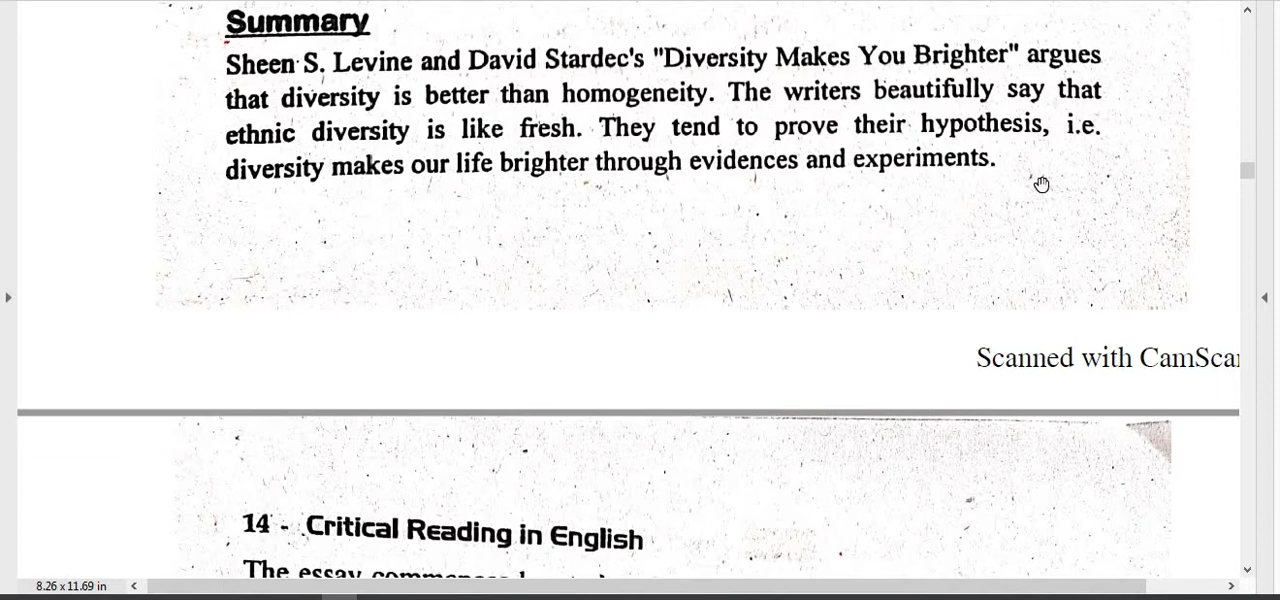 Summary
Sheen S. Levine and David Stardec's "Diversity Makes You Brighter" argues
that diversity is better than homogeneity. The writers beautifully say that
ethnic diversity is like fresh. They tend to prove their hypothesis, i.e.
diversity makes our life brighter through evidences and experiments.
Scanned with CamScan
14 - Critical Reading in English
The essay
8.26 x 11.69 in